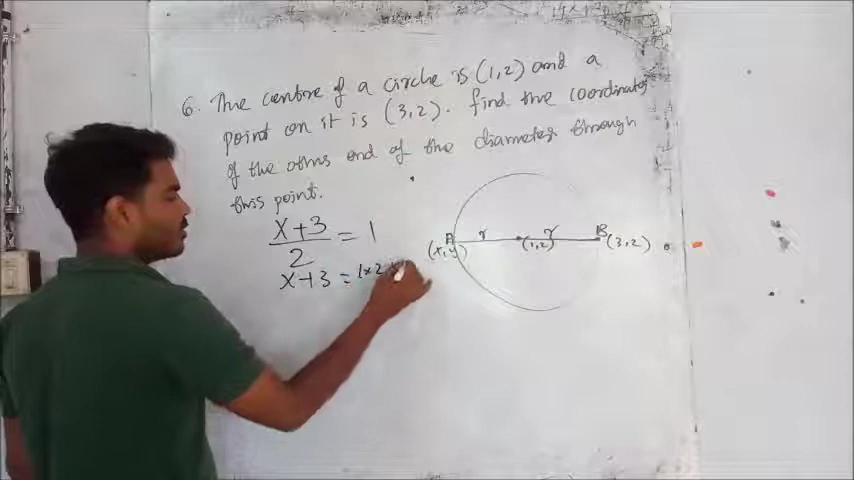 6. The centre of a circle is (1,2) and a
point on it is (3,2). find the coordinates
of the other end of the diameter through
this point.
x+3
2
= 1
x+3 = 1×2
A
(x,y)
r
(1,2)
r
B
(3,2)